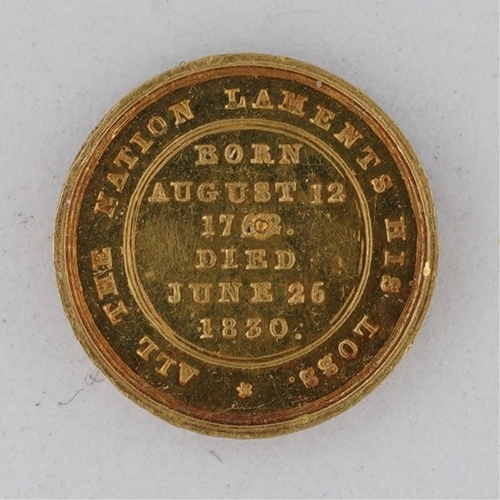 ALL THE NATION LAMENTS HIS LOSS.
BORN
AUGUST 12
1762.
DIED
JUNE 26
1830.